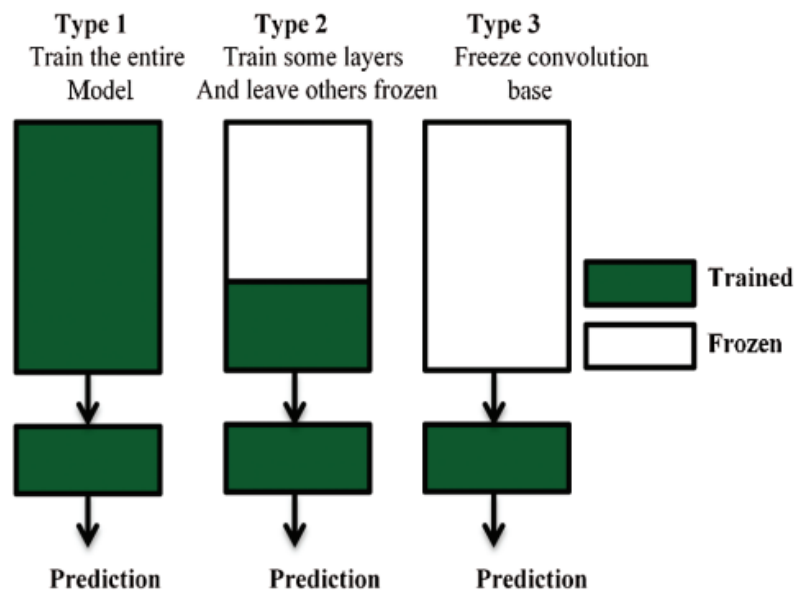 Type 1
Train the entire
Model
Type 2
Train some layers
And leave others frozen
Type 3
Freeze convolution
base
Trained
Frozen
Prediction
Prediction
Prediction